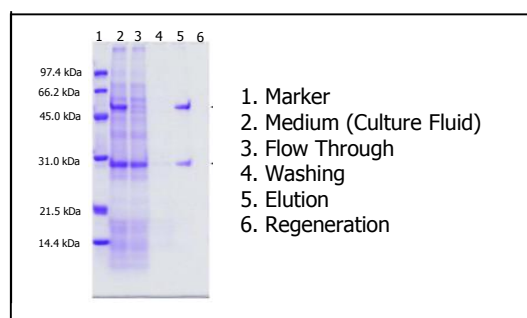 1 2 3 4 5 6
97.4 kDa
66.2 kDa
45.0 kDa
31.0 kDa
21.5 kDa
14.4 kDa
1. Marker
2. Medium (Culture Fluid)
3. Flow Through
4. Washing
5. Elution
6. Regeneration